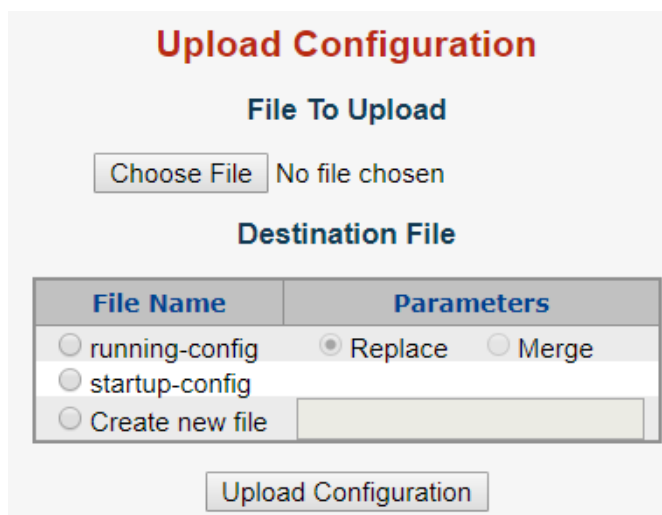 Upload Configuration
File To Upload
Choose File No file chosen
Destination File
File Name Parameters
running-config Replace Merge
startup-config
Create new file
Upload Configuration